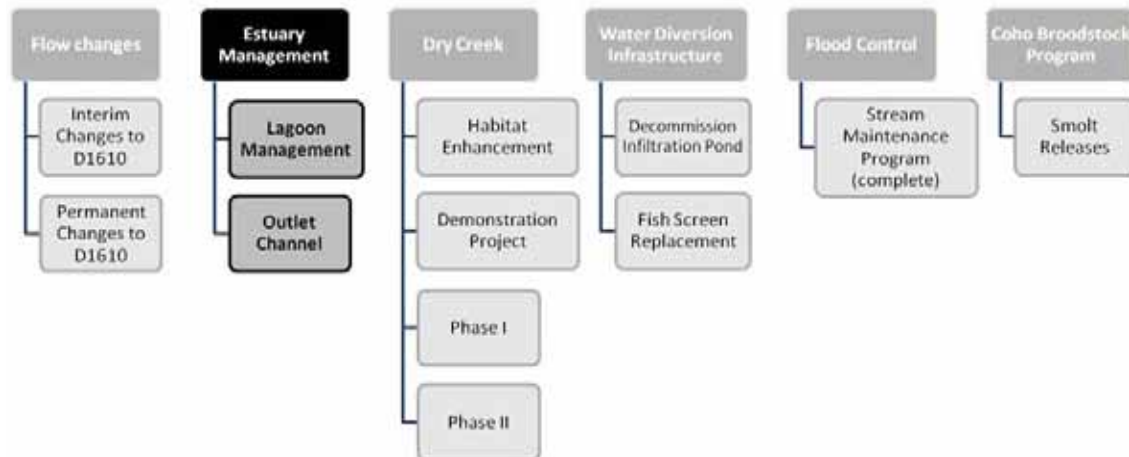 Flow changes
Interim
Changes to
D1610
Permanent
Changes to
D1610
Estuary
Management
Lagoon
Management
Outlet
Channel
Dry Creek
Habitat
Enhancement
Demonstration
Project
Phase I
Phase II
Water Diversion
Infrastructure
Decommission
Infiltration Pond
Fish Screen
Replacement
Flood Control
Stream
Maintenance
Program
(complete)
Coho Broodstock
Program
Smolt
Releases